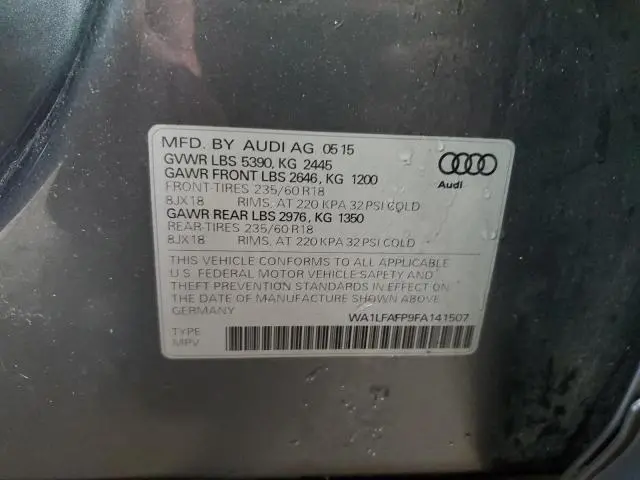 MFD. BY AUDI AG 05 15
GVWR LBS 5390, KG 2445
GAWR FRONT LBS 2646, KG 1200
FRONT-TIRES 235/60 R18
8JX18 RIMS, AT 220 KPA 32 PSI COLD
GAWR REAR LBS 2976, KG 1350
REAR-TIRES 235/60 R18
8JX18 RIMS, AT 220 KPA 32 PSI COLD
Audi
THIS VEHICLE CONFORMS TO ALL APPLICABLE
U.S. FEDERAL MOTOR VEHICLE SAFETY AND
THEFT PREVENTION STANDARDS IN EFFECT ON
THE DATE OF MANUFACTURE SHOWN ABOVE.
GERMANY WA1LFAFP9FA141507
TYPE
MPV